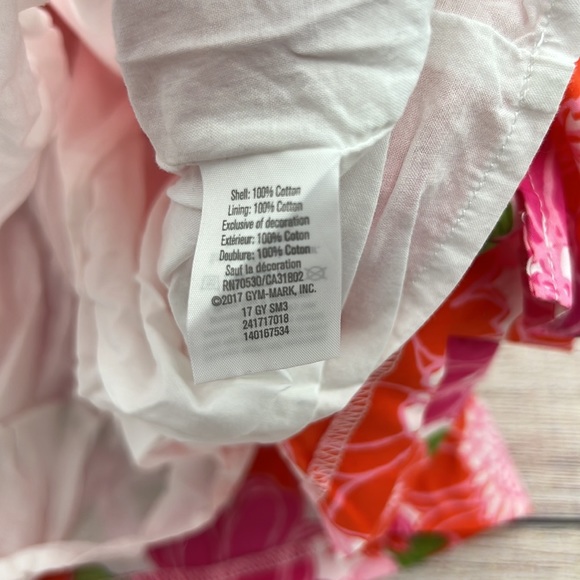 Shell: 100% Cotton
Lining: 100% Cotton
Exclusive of decoration
Extérieur: 100% Coton
Doublure: 100% Coton
Sauf la décoration
RN70530/CA31802
©2017 GYM-MARK, INC.
17 GY SM3
241717018
140167534